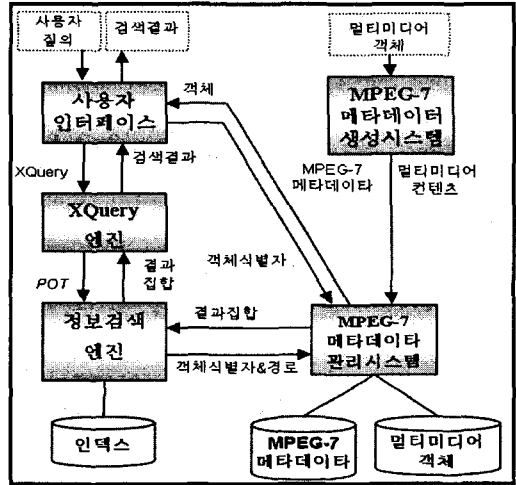 사용자
질의
검색결과
멀티미디어
객체
사용자
인터페이스
객체
MPEG-7
메타데이터
생성시스템
XQuery
검색결과
MPEG-7
메타데이타
멀티미디어
컨텐츠
XQuery
엔진
객체식별자
POT
결과
집합
정보검색
엔진
결과집합
객체식별자&경로
MPEG-7
메타데이타
관리시스템
인덱스
MPEG-7
메타데이타
멀티미디어
객체